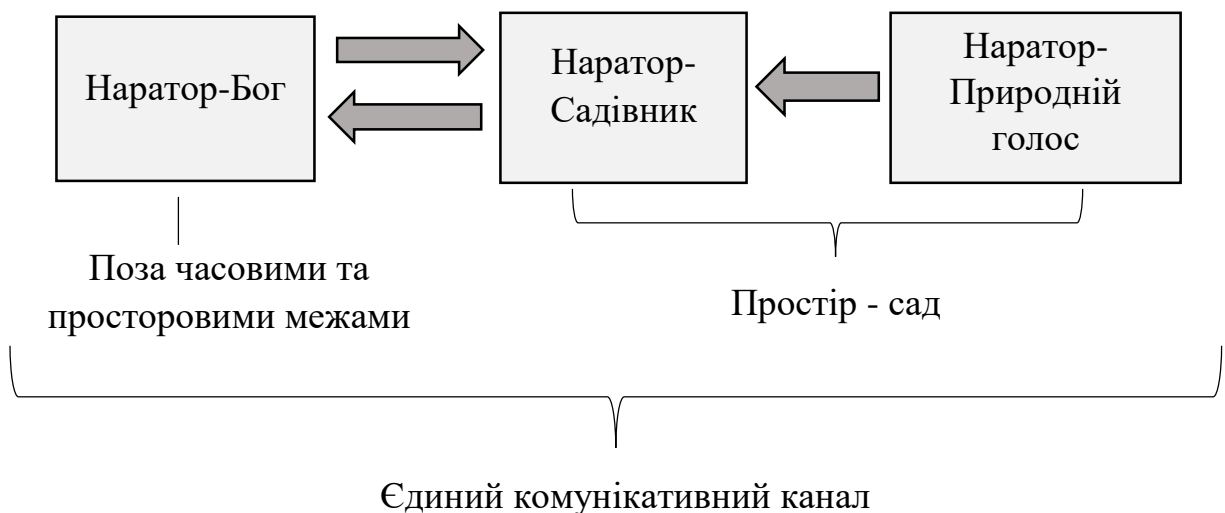 Наратор-Бог
Наратор-
Садівник
Наратор-
Природній
голос
Поза часовими та
просторовими межами
Простір - сад
Єдиний комунікативний канал